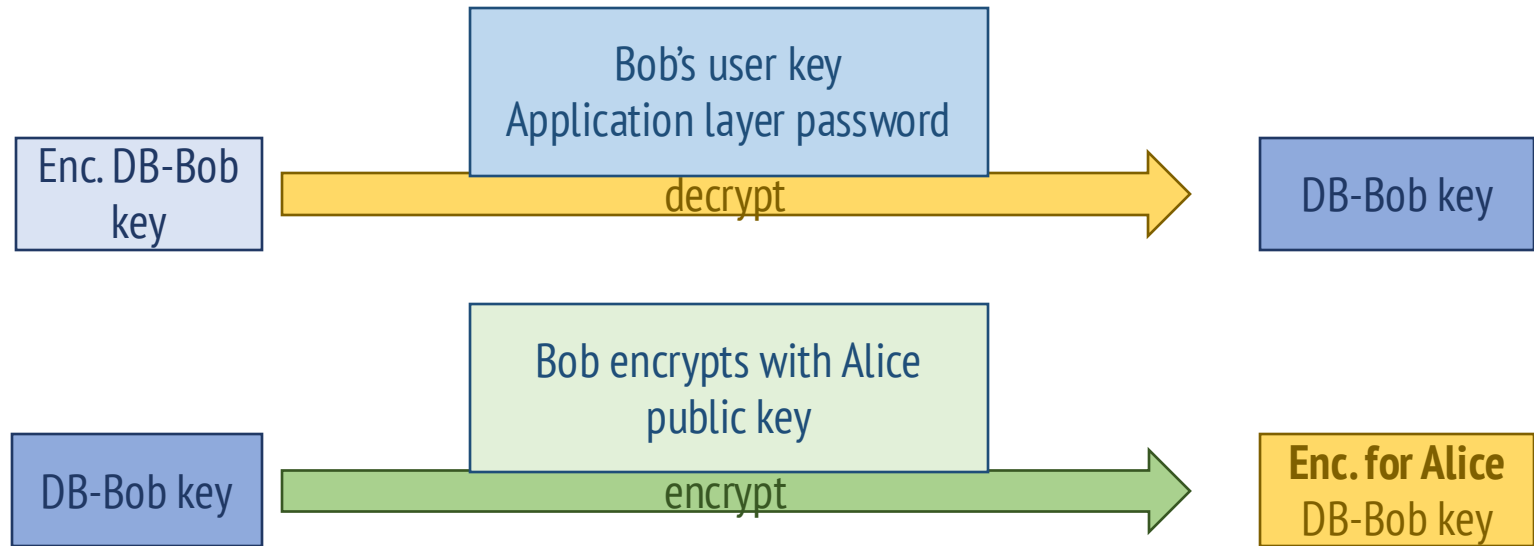 Bob’s user key
Application layer password
Enc. DB-Bob
key
decrypt
DB-Bob key
Bob encrypts with Alice
public key
DB-Bob key
encrypt
Enc. for Alice
DB-Bob key